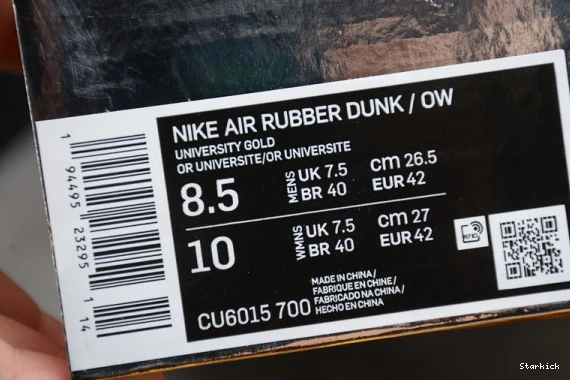 NIKE AIR RUBBER DUNK / OW
UNIVERSITY GOLD
OR UNIVERSITE/OR UNIVERSITE
8.5
MENS
UK 7.5
BR 40
cm 26.5
EUR 42
10
WMNS
UK 7.5
BR 40
cm 27
EUR 42
RFID
CU6015 700
MADE IN CHINA/
FABRIQUE EN CHINE/
FABRICADO NA CHINA/
HECHO EN CHINA
1 94495 23295 1 14
Starkick